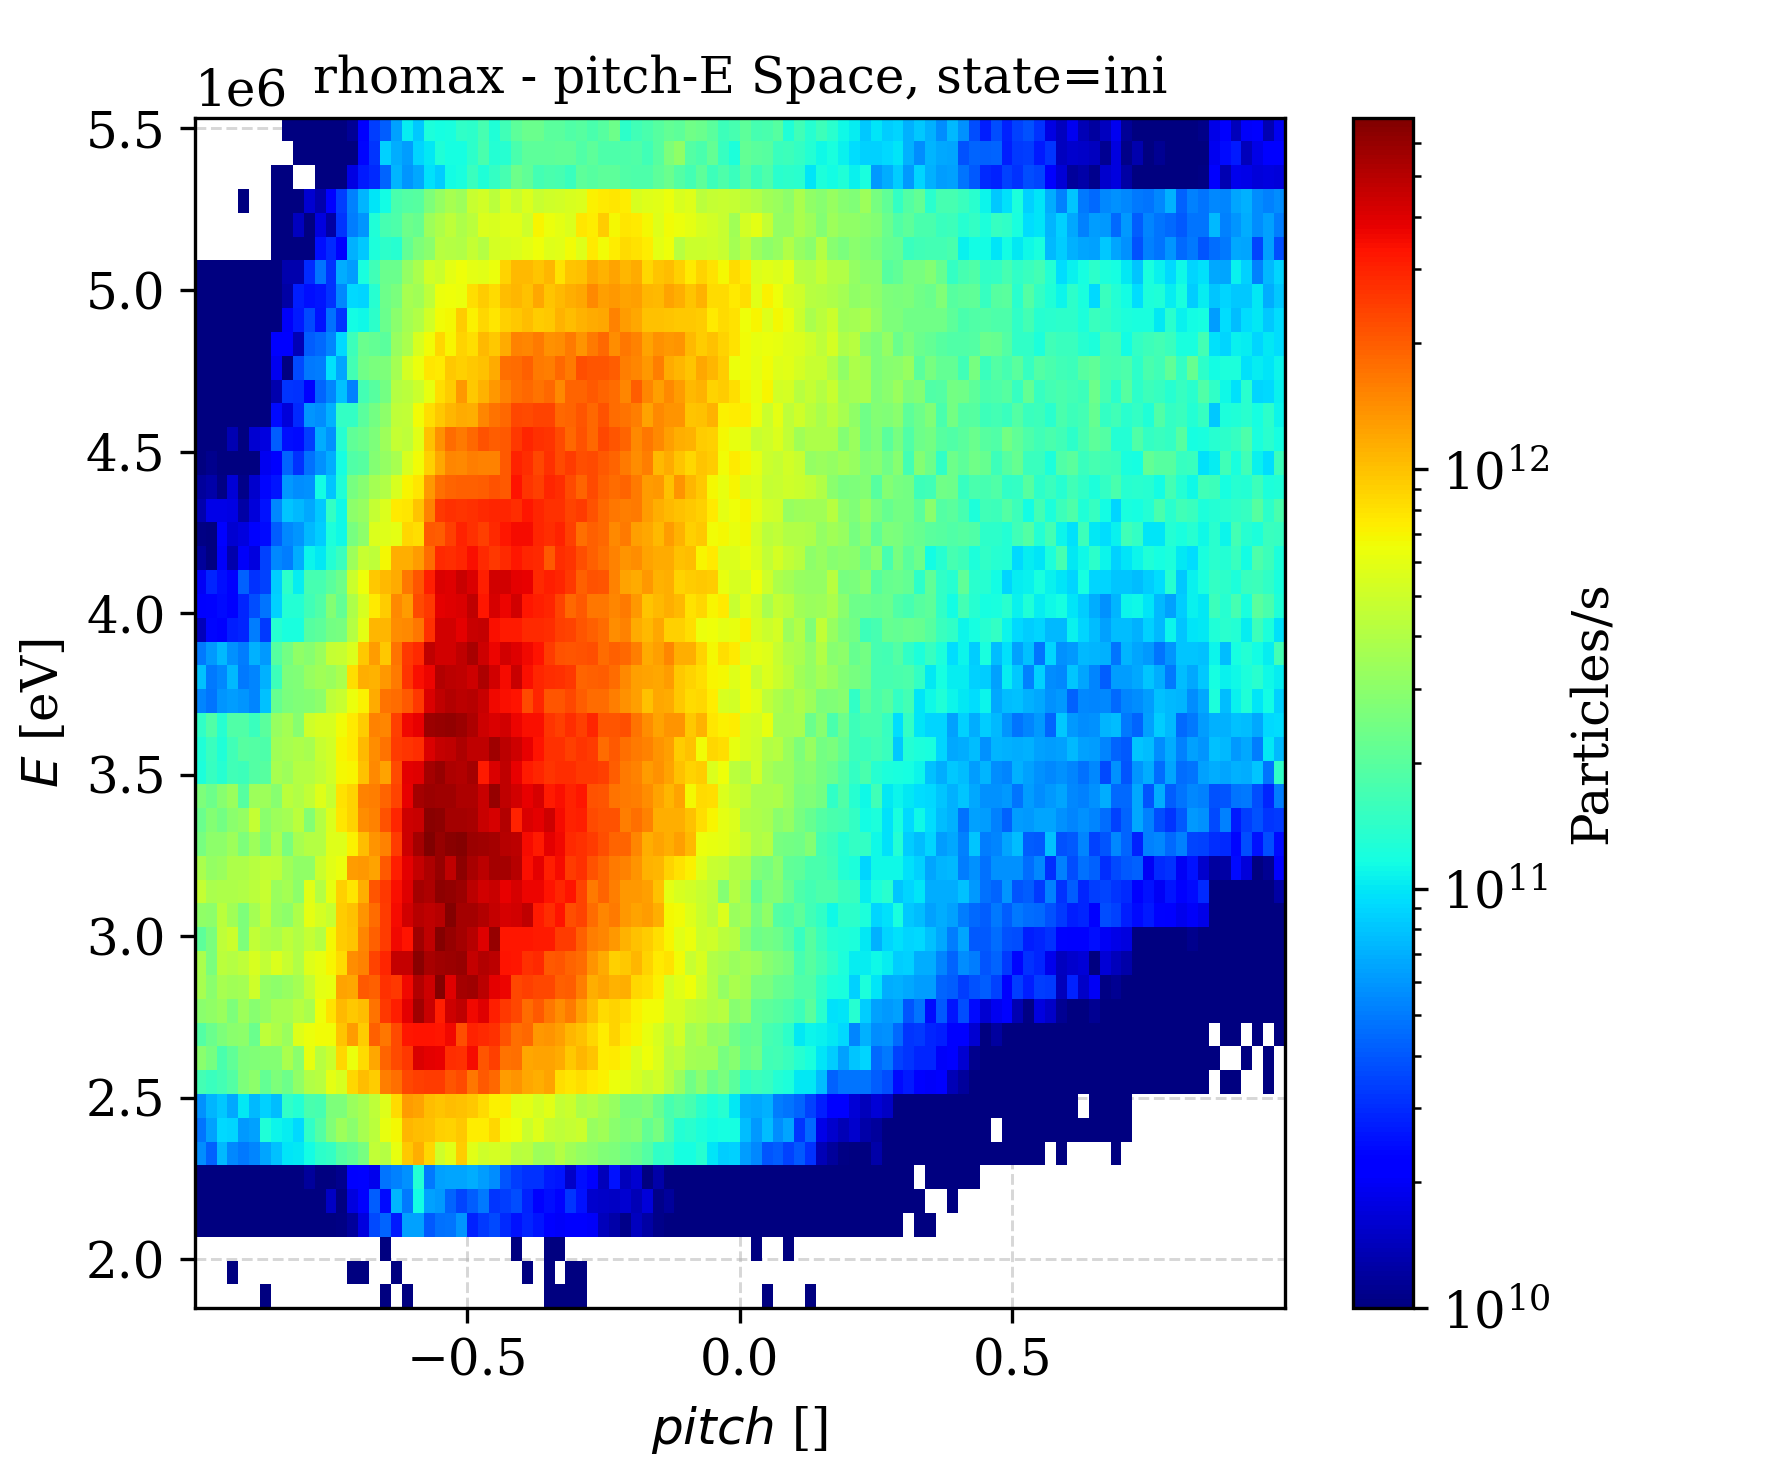 rhomax - pitch-E Space, state=ini
1e6
5.5
5.0
4.5
4.0
3.5
3.0
2.5
2.0
E [eV]
−0.5
0.0
0.5
pitch []
10¹²
10¹¹
10¹⁰
Particles/s